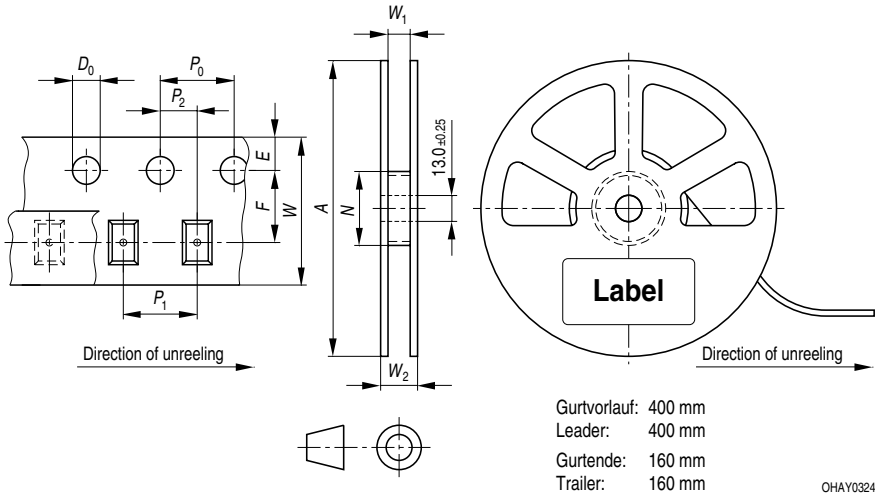 W1
D0
P0
P2
E
F
W
A
N
13.0±0.25
P1
W2
Label
Direction of unreeling
Direction of unreeling
Gurtvorlauf: 400 mm
Leader: 400 mm
Gurtende: 160 mm
Trailer: 160 mm
OHAY0324